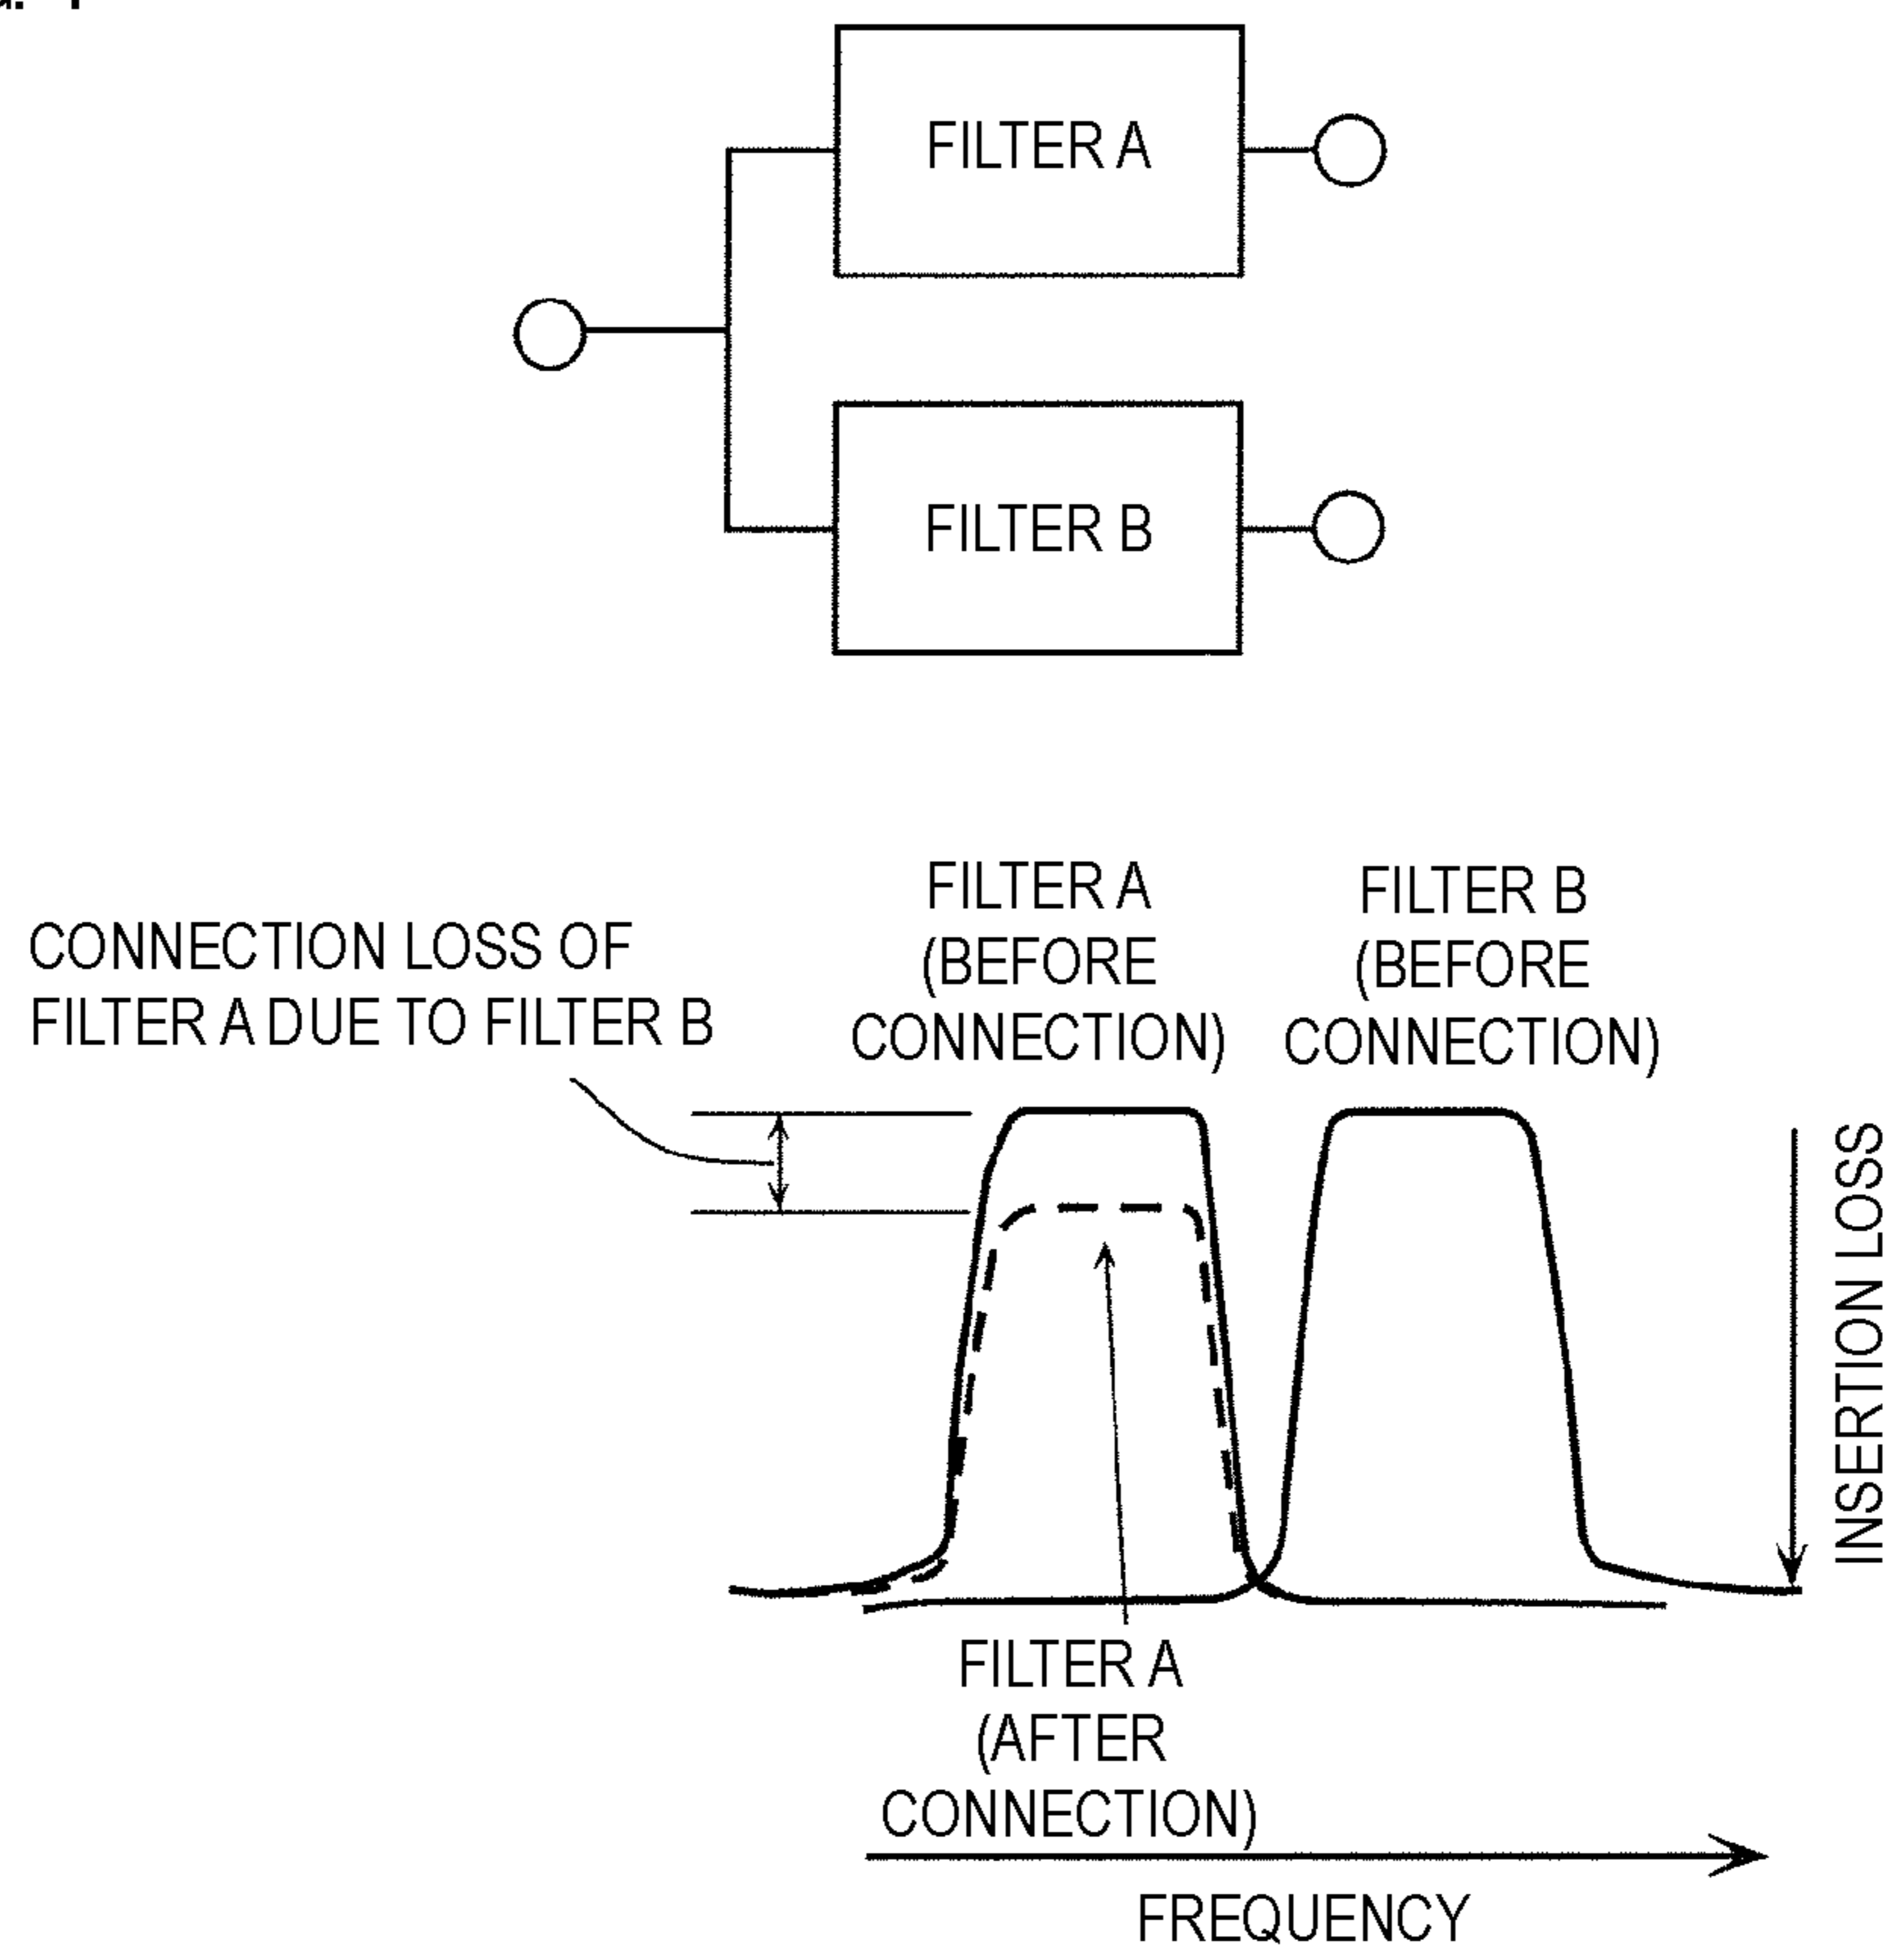 FILTER A
FILTER B
CONNECTION LOSS OF
FILTER A DUE TO FILTER B
FILTER A
(BEFORE
CONNECTION)
FILTER B
(BEFORE
CONNECTION)
INSERTION LOSS
FILTER A
(AFTER
CONNECTION)
FREQUENCY